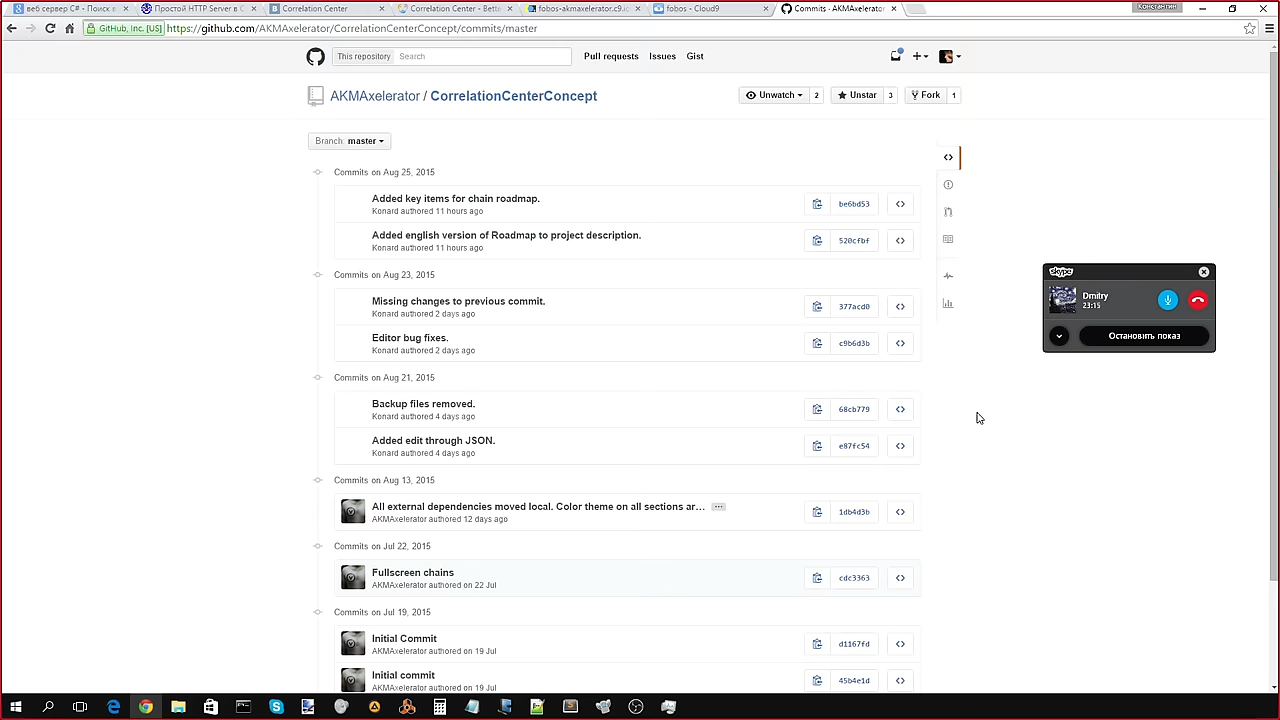 веб сервер C# - Поиск в
Простой HTTP Server в C
Correlation Center
Correlation Center - Bette
fobos-akmaxelerator.c9.io
fobos - Cloud9
Commits · AKMAxelerator
Константин
GitHub, Inc. [US]
https://github.com/AKMAxelerator/CorrelationCenterConcept/commits/master
This repository
Search
Pull requests
Issues
Gist
AKMAxelerator / CorrelationCenterConcept
Unwatch 2
Unstar 3
Fork 1
Branch: master
Commits on Aug 25, 2015
Added key items for chain roadmap.
Konard authored 11 hours ago
be6bd53
Added english version of Roadmap to project description.
Konard authored 11 hours ago
520cfbf
Commits on Aug 23, 2015
Missing changes to previous commit.
Konard authored 2 days ago
377acd0
Editor bug fixes.
Konard authored 2 days ago
c9b6d3b
Commits on Aug 21, 2015
Backup files removed.
Konard authored 4 days ago
68cb779
Added edit through JSON.
Konard authored 4 days ago
e87fc54
Commits on Aug 13, 2015
All external dependencies moved local. Color theme on all sections ar…
AKMAxelerator authored 12 days ago
1db4d3b
Commits on Jul 22, 2015
Fullscreen chains
AKMAxelerator authored on 22 Jul
cdc3363
Commits on Jul 19, 2015
Initial Commit
AKMAxelerator authored on 19 Jul
d1167fd
Initial commit
AKMAxelerator authored on 19 Jul
45b4e1d
skype
Dmitry
23:15
Остановить показ